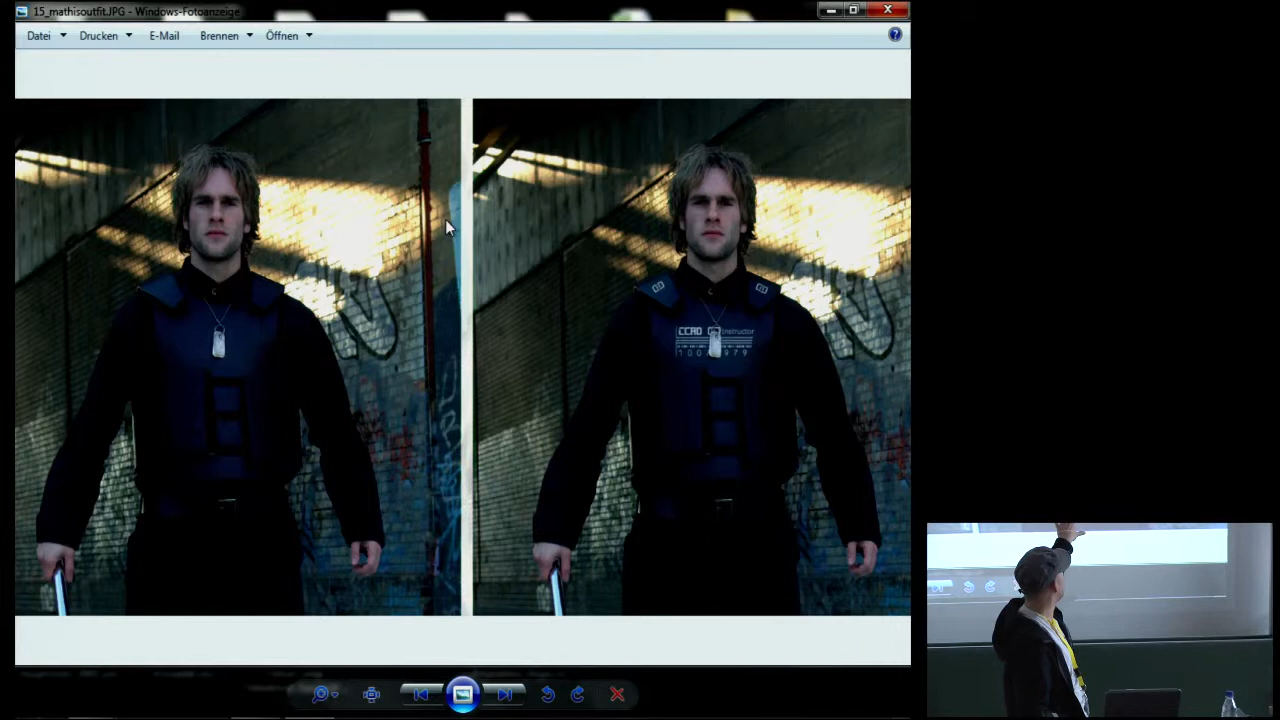 15_mathisoutfit.JPG - Windows-Fotoanzeige
Datei Drucken E-Mail Brennen Öffnen
CCAD Instructor